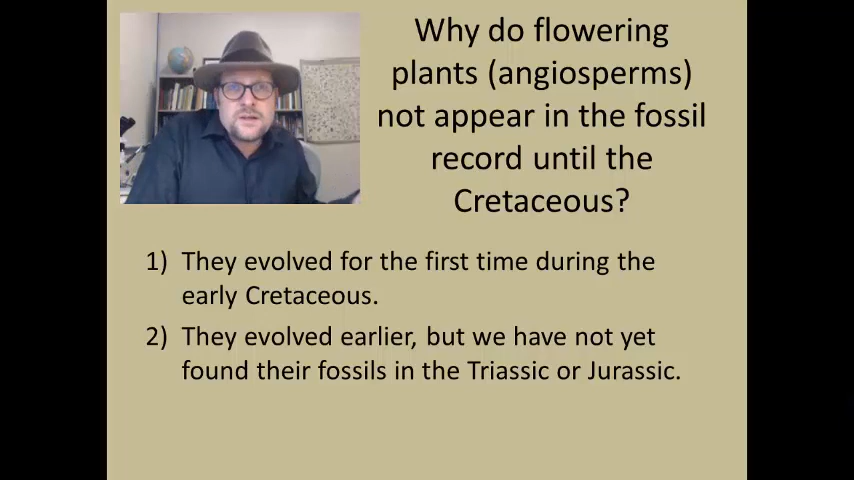 Why do flowering
plants (angiosperms)
not appear in the fossil
record until the
Cretaceous?
1) They evolved for the first time during the
early Cretaceous.
2) They evolved earlier, but we have not yet
found their fossils in the Triassic or Jurassic.